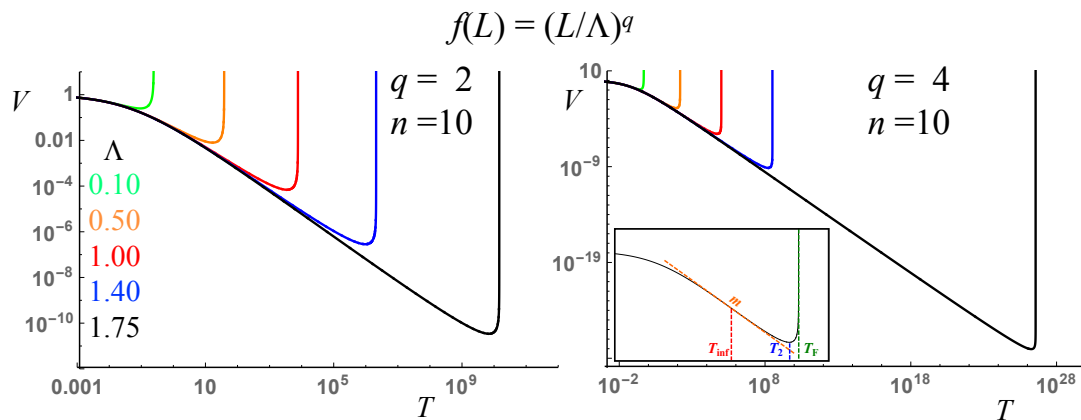 f(L) = (L/Λ)^q
V
1
0.01
10^-4
10^-6
10^-8
10^-10
q = 2
n =10
Λ
0.10
0.50
1.00
1.40
1.75
0.001
10
10^5
10^9
T
V
10
10^-9
10^-19
q = 4
n =10
m
T_inf
T_2
T_F
10^-2
10^8
10^18
10^28
T